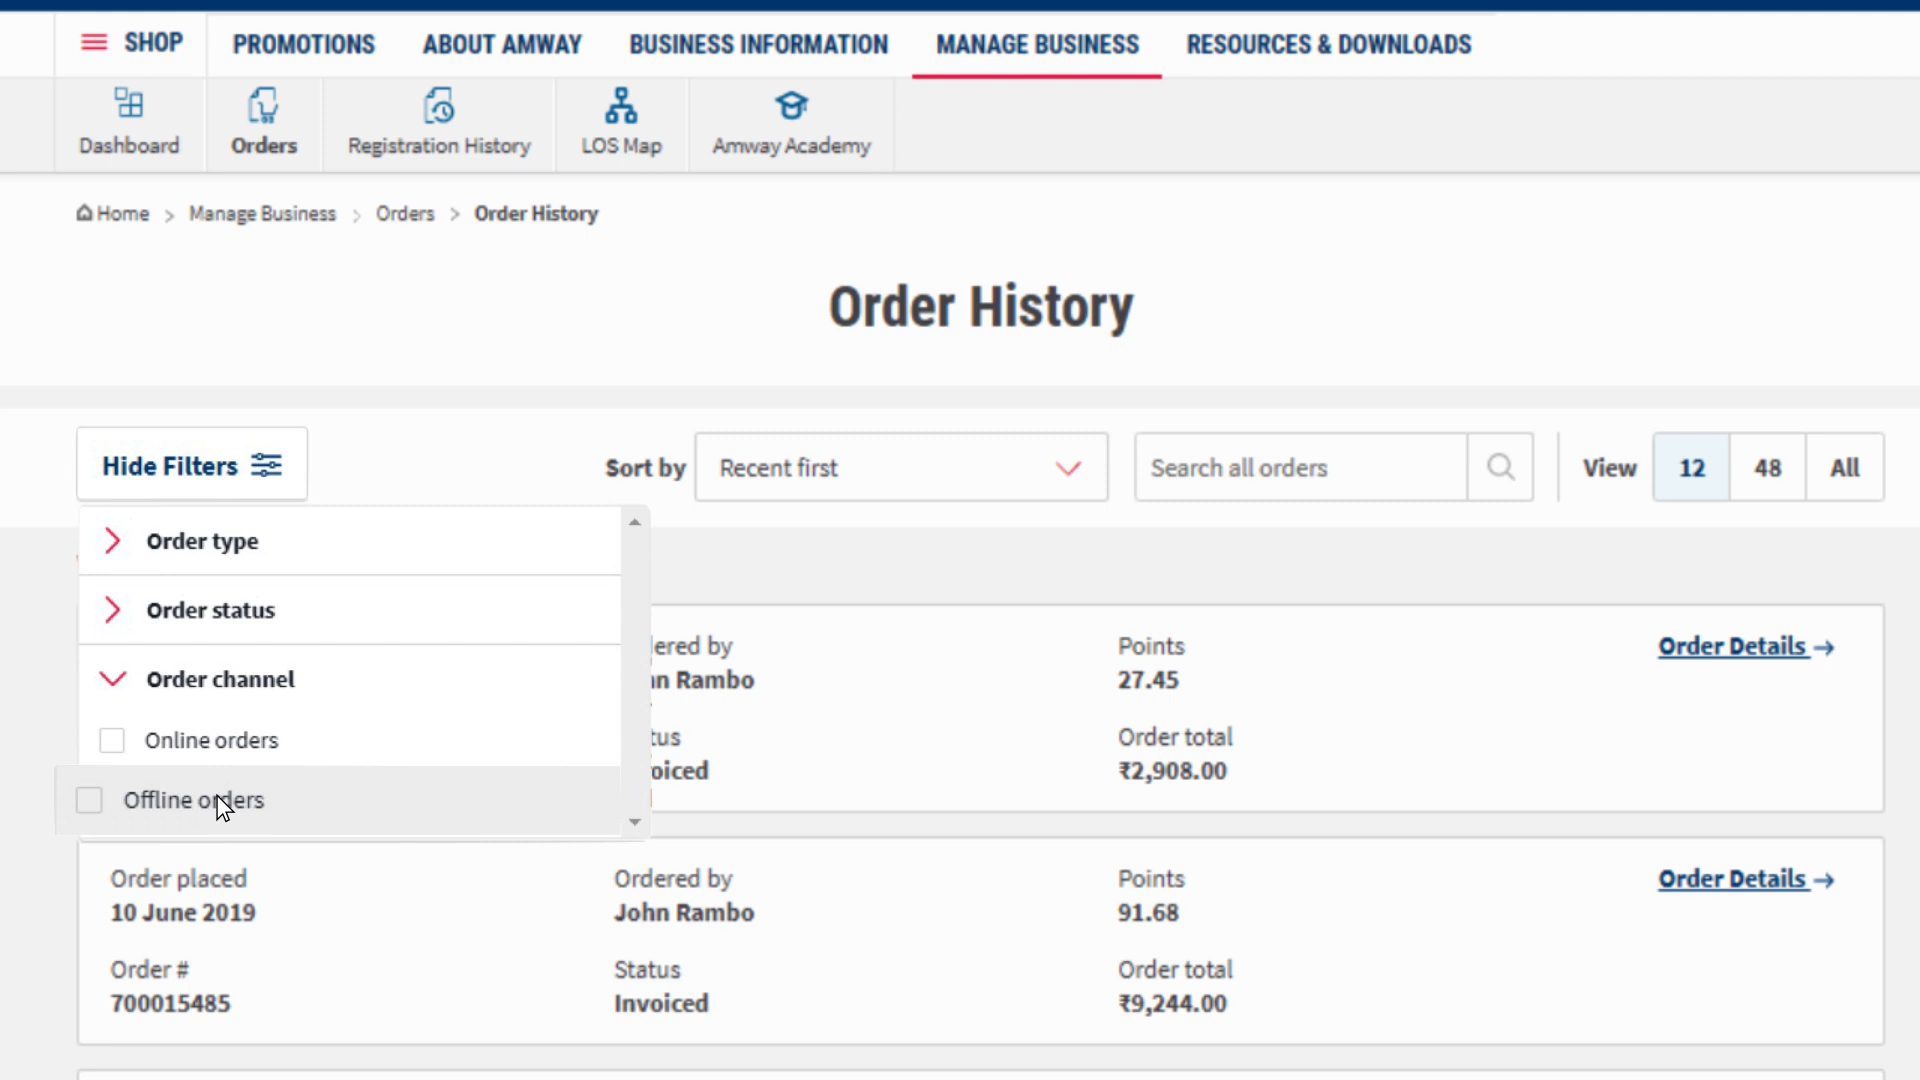 SHOP PROMOTIONS ABOUT AMWAY BUSINESS INFORMATION MANAGE BUSINESS RESOURCES & DOWNLOADS
Dashboard Orders Registration History LOS Map Amway Academy
Home > Manage Business > Orders > Order History
Order History
Hide Filters Sort by Recent first Search all orders View 12 48 All
Order type
Order status
Order channel
Online orders
Offline orders
Rambo Points Order Details →
27.45
Order total
₹2,908.00
Order placed Ordered by Points Order Details →
10 June 2019 John Rambo 91.68
Order # Status Order total
700015485 Invoiced ₹9,244.00